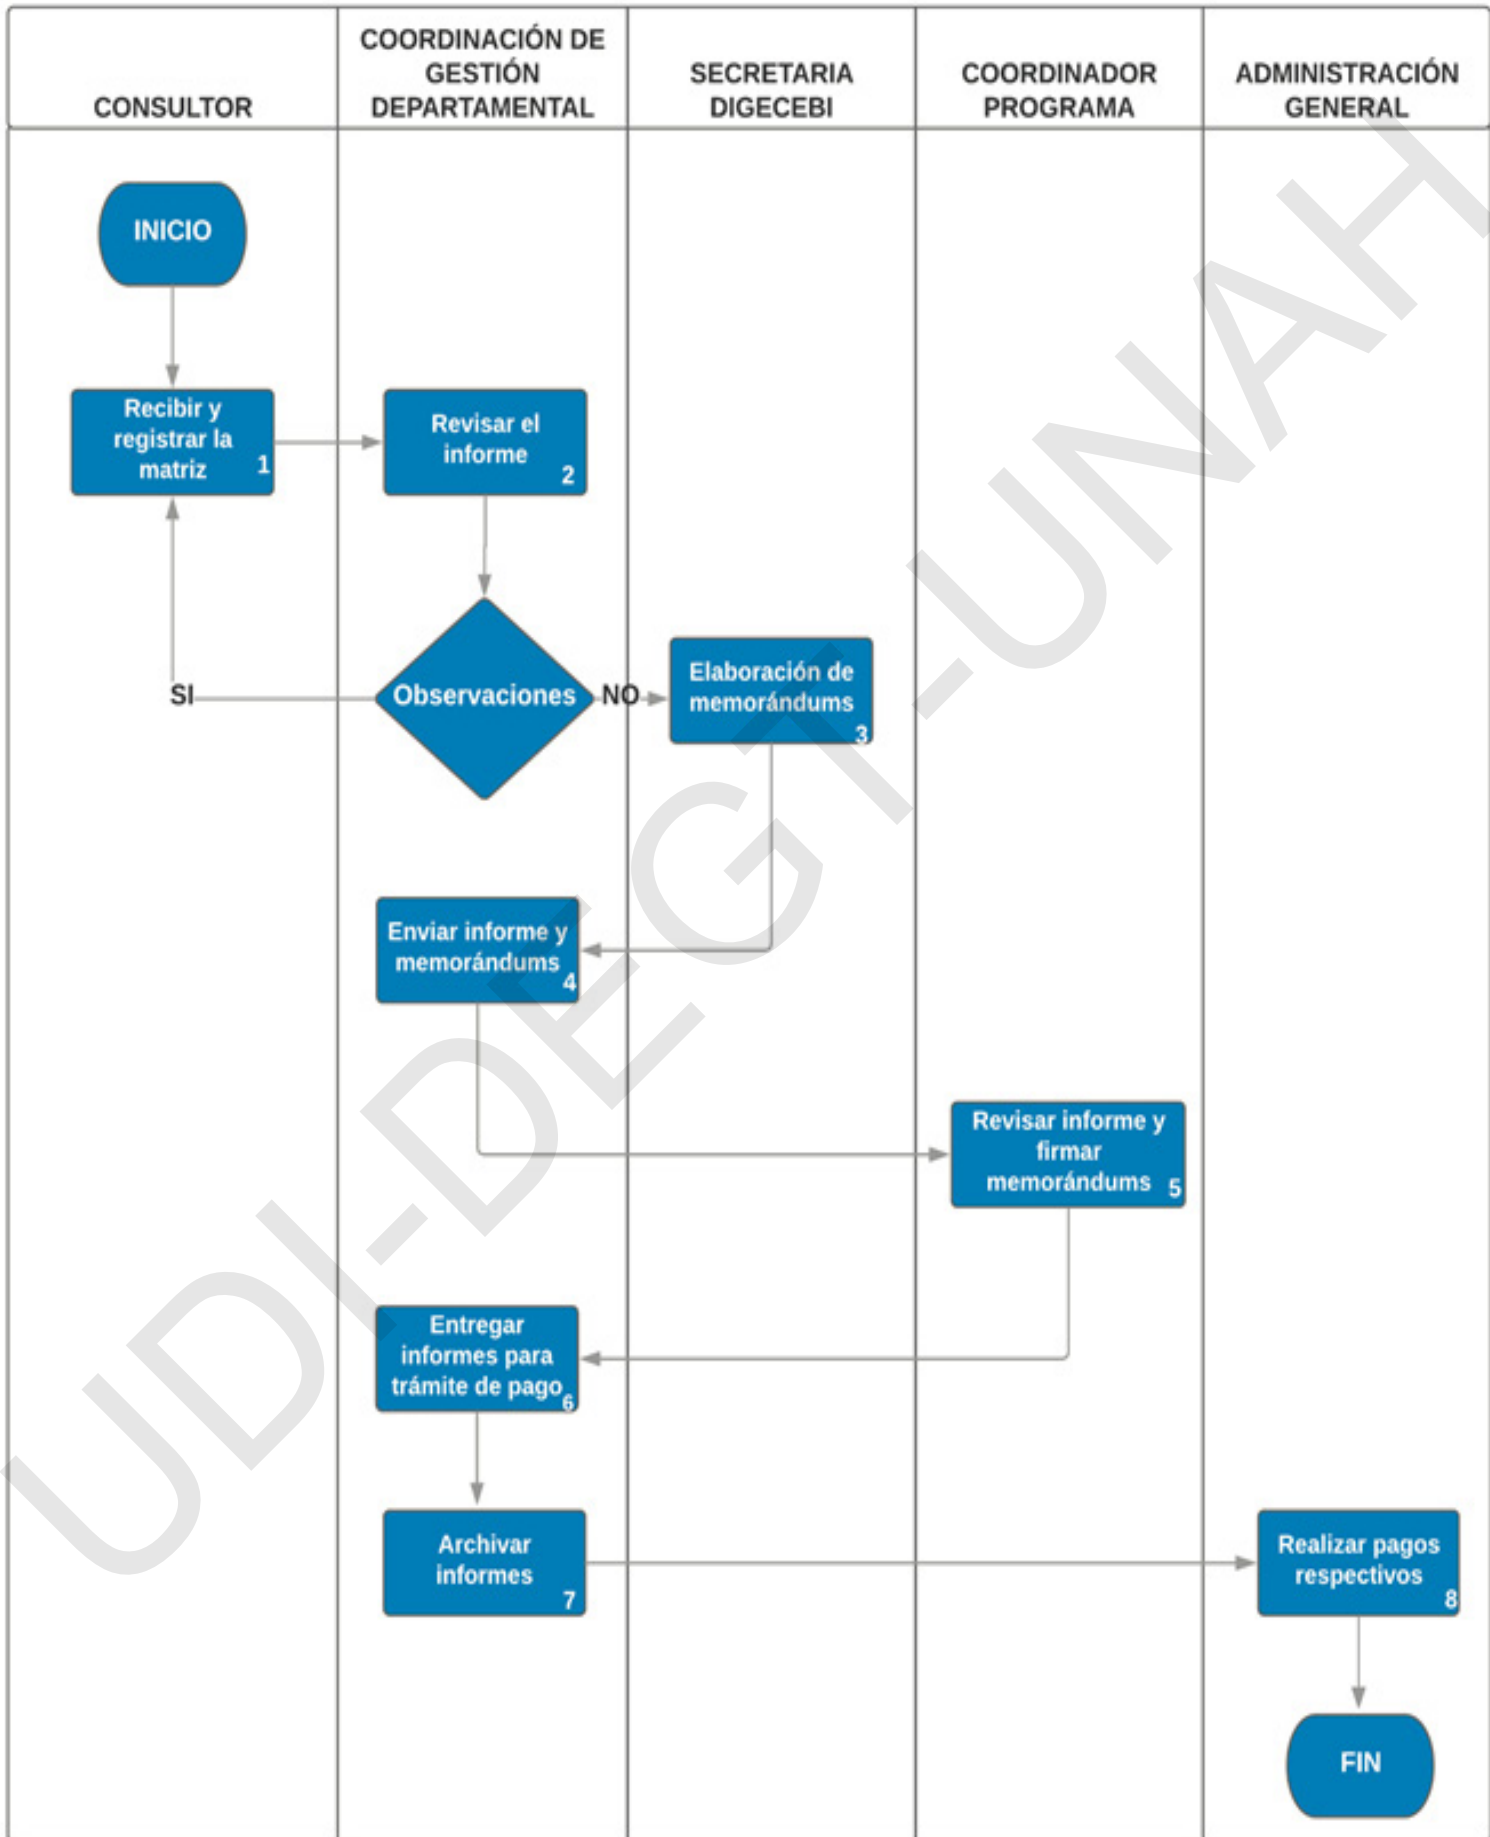 CONSULTOR
COORDINACIÓN DE
GESTIÓN
DEPARTAMENTAL
SECRETARIA
DIGECEBI
COORDINADOR
PROGRAMA
ADMINISTRACIÓN
GENERAL
INICIO
Recibir y
registrar la
matriz 1
Revisar el
informe
2
Observaciones
SI
NO
Elaboración de
memorándums
3
Enviar informe y
memorándums
4
Revisar informe y
firmar
memorándums 5
Entregar
informes para
trámite de pago
6
Archivar
informes
7
Realizar pagos
respectivos
8
FIN
UDI-DEGT-UNAH